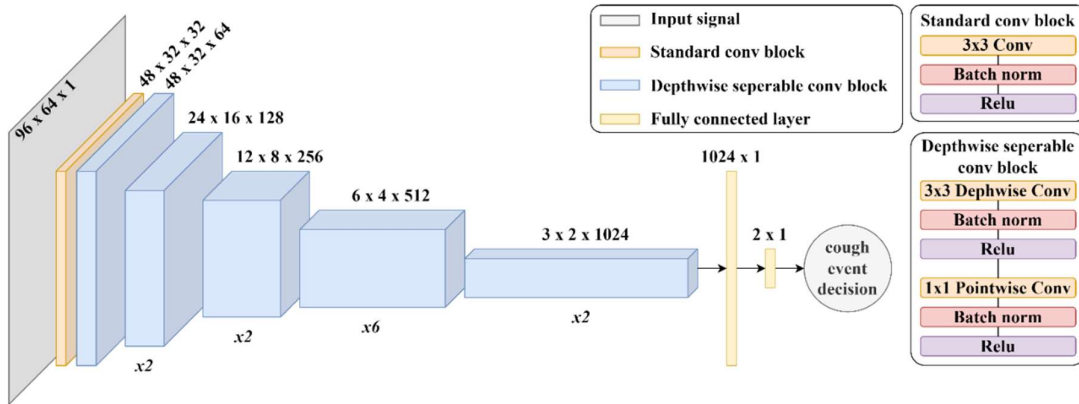 96 x 64 x 1
48 x 32 x 32
48 x 32 x 64
24 x 16 x 128
12 x 8 x 256
6 x 4 x 512
3 x 2 x 1024
1024 x 1
2 x 1
cough
event
decision
x2
x2
x6
x2
Input signal
Standard conv block
Depthwise seperable conv block
Fully connected layer
Standard conv block
3x3 Conv
Batch norm
Relu
Depthwise seperable
conv block
3x3 Dephwise Conv
Batch norm
Relu
1x1 Pointwise Conv
Batch norm
Relu